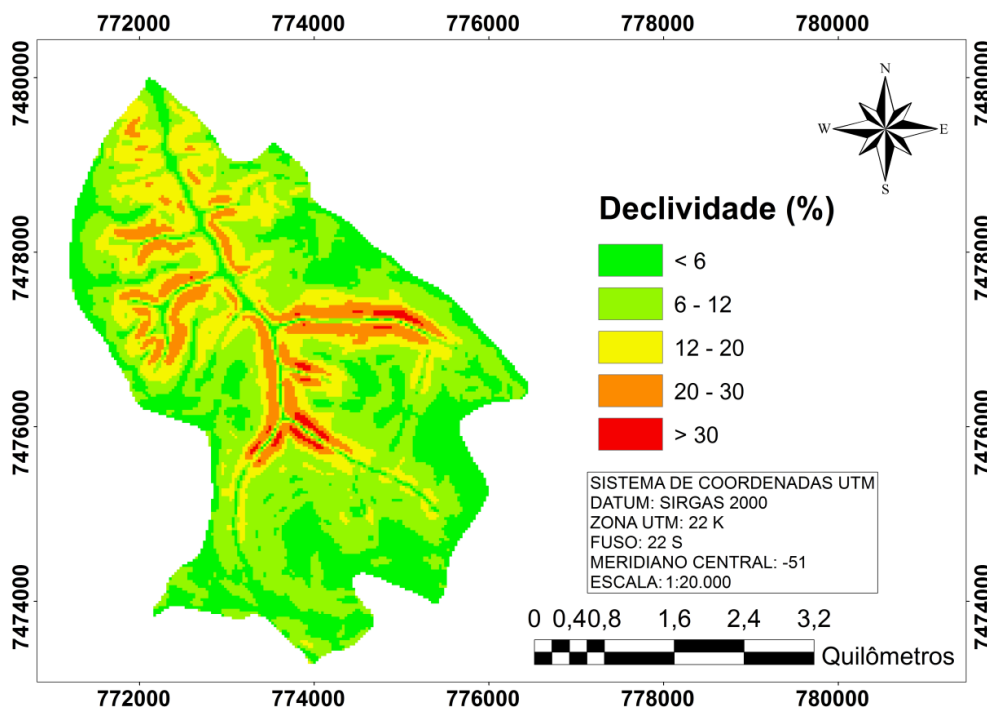 772000 774000 776000 778000 780000
7480000 7480000
N
W E
S
Declividade (%)
7478000 7478000
< 6
6 - 12
12 - 20
20 - 30
> 30
7476000 7476000
SISTEMA DE COORDENADAS UTM
DATUM: SIRGAS 2000
ZONA UTM: 22 K
FUSO: 22 S
MERIDIANO CENTRAL: -51
ESCALA: 1:20.000
7474000 7474000
0 0,40,8 1,6 2,4 3,2
Quilômetros
772000 774000 776000 778000 780000